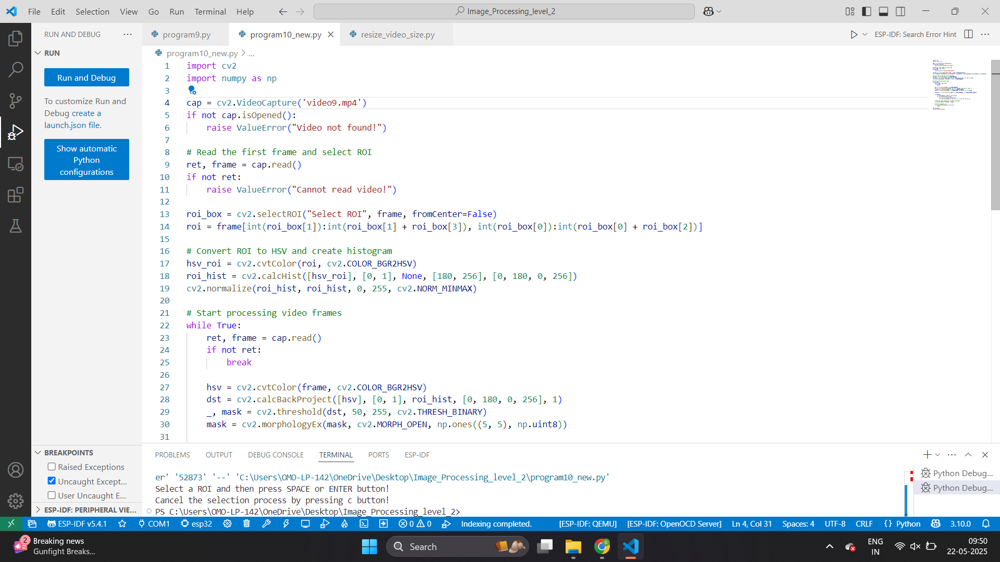 File Edit Selection View Go Run Terminal Help
Image_Processing_level_2
RUN AND DEBUG
program9.py
program10_new.py
resize_video_size.py
ESP-IDF: Search Error Hint
RUN
Run and Debug
To customize Run and
Debug create a
launch.json file.
Show automatic
Python
configurations
program10_new.py > ...
1 import cv2
2 import numpy as np
3
4 cap = cv2.VideoCapture('video9.mp4')
5 if not cap.isOpened():
6 raise ValueError("Video not found!")
7
8 # Read the first frame and select ROI
9 ret, frame = cap.read()
10 if not ret:
11 raise ValueError("Cannot read video!")
12
13 roi_box = cv2.selectROI("Select ROI", frame, fromCenter=False)
14 roi = frame[int(roi_box[1]):int(roi_box[1] + roi_box[3]), int(roi_box[0]):int(roi_box[0] + roi_box[2])]
15
16 # Convert ROI to HSV and create histogram
17 hsv_roi = cv2.cvtColor(roi, cv2.COLOR_BGR2HSV)
18 roi_hist = cv2.calcHist([hsv_roi], [0, 1], None, [180, 256], [0, 180, 0, 256])
19 cv2.normalize(roi_hist, roi_hist, 0, 255, cv2.NORM_MINMAX)
20
21 # Start processing video frames
22 while True:
23 ret, frame = cap.read()
24 if not ret:
25 break
26
27 hsv = cv2.cvtColor(frame, cv2.COLOR_BGR2HSV)
28 dst = cv2.calcBackProject([hsv], [0, 1], roi_hist, [0, 180, 0, 256], 1)
29 _, mask = cv2.threshold(dst, 50, 255, cv2.THRESH_BINARY)
30 mask = cv2.morphologyEx(mask, cv2.MORPH_OPEN, np.ones((5, 5), np.uint8))
31
BREAKPOINTS
Raised Exceptions
Uncaught Except...
User Uncaught E...
ESP-IDF: PERIPHERAL VIE...
PROBLEMS OUTPUT DEBUG CONSOLE TERMINAL PORTS ESP-IDF
er' '52873' '--' 'C:\Users\OMO-LP-142\OneDrive\Desktop\Image_Processing_level_2\program10_new.py'
Select a ROI and then press SPACE or ENTER button!
Cancel the selection process by pressing c button!
PS C:\Users\OMO-LP-142\OneDrive\Desktop\Image_Processing_level_2>
Python Debug...
Python Debug...
ESP-IDF v5.4.1 COM1 esp32 0 0 Indexing completed. [ESP-IDF: QEMU] [ESP-IDF: OpenOCD Server] Ln 4, Col 31 Spaces: 4 UTF-8 CRLF {} Python 3.10.0
2
Breaking news
Gunfight Breaks...
Search
ENG
IN
09:50
22-05-2025